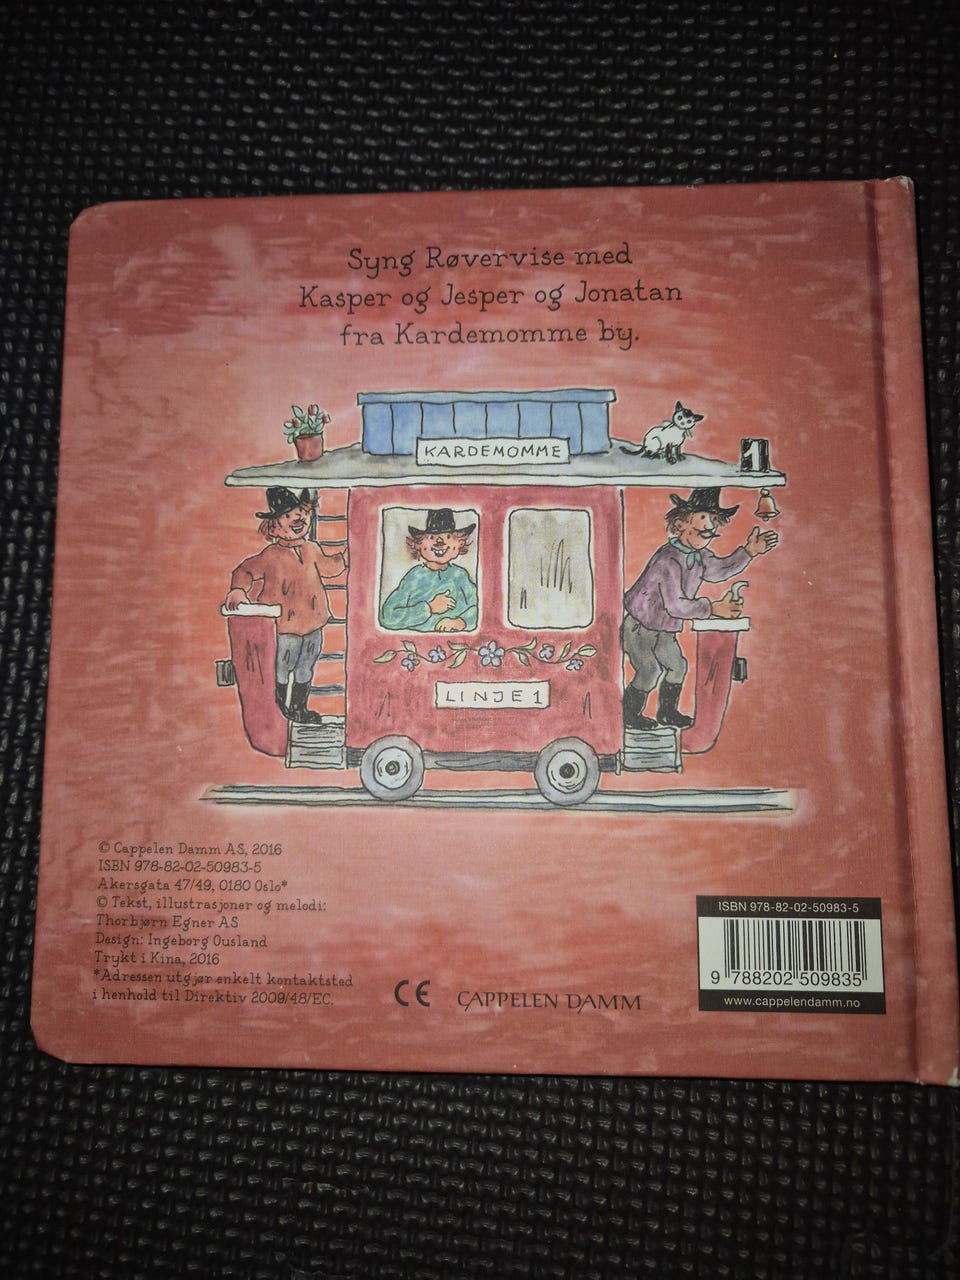 Syng Røvervise med
Kasper og Jesper og Jonatan
fra Kardemomme by.
KARDEMOMME
1
LINJE 1
© Cappelen Damm AS, 2016
ISBN 978-82-02-50983-5
Akersgata 47/49, 0180 Oslo*
© Tekst, illustrasjoner og melodi:
Thorbjørn Egner AS
Design: Ingeborg Ousland
Trykt i Kina, 2016
*Adressen utgjør enkelt kontaktsted
i henhold til Direktiv 2009/48/EC.
CE CAPPELEN DAMM
ISBN 978-82-02-50983-5
9 788202 509835
www.cappelendamm.no